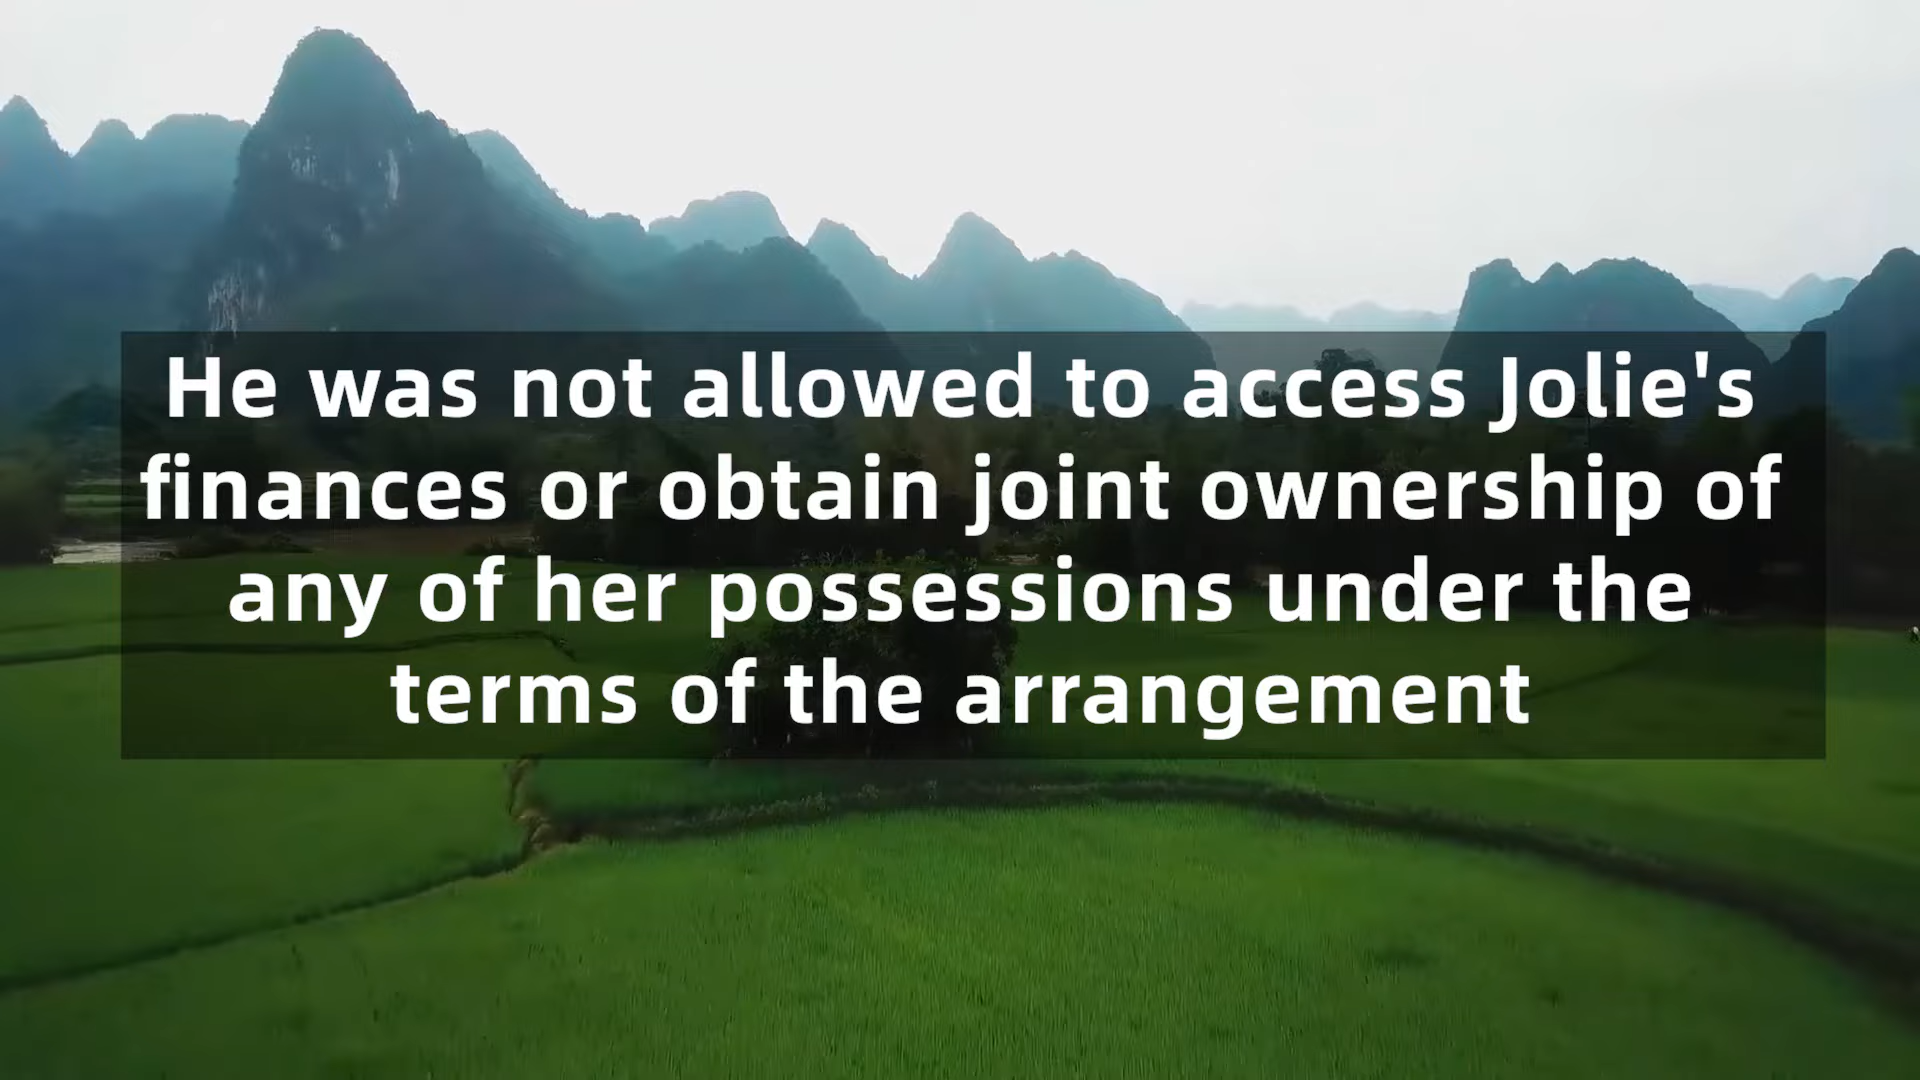 He was not allowed to access Jolie's
finances or obtain joint ownership of
any of her possessions under the
terms of the arrangement